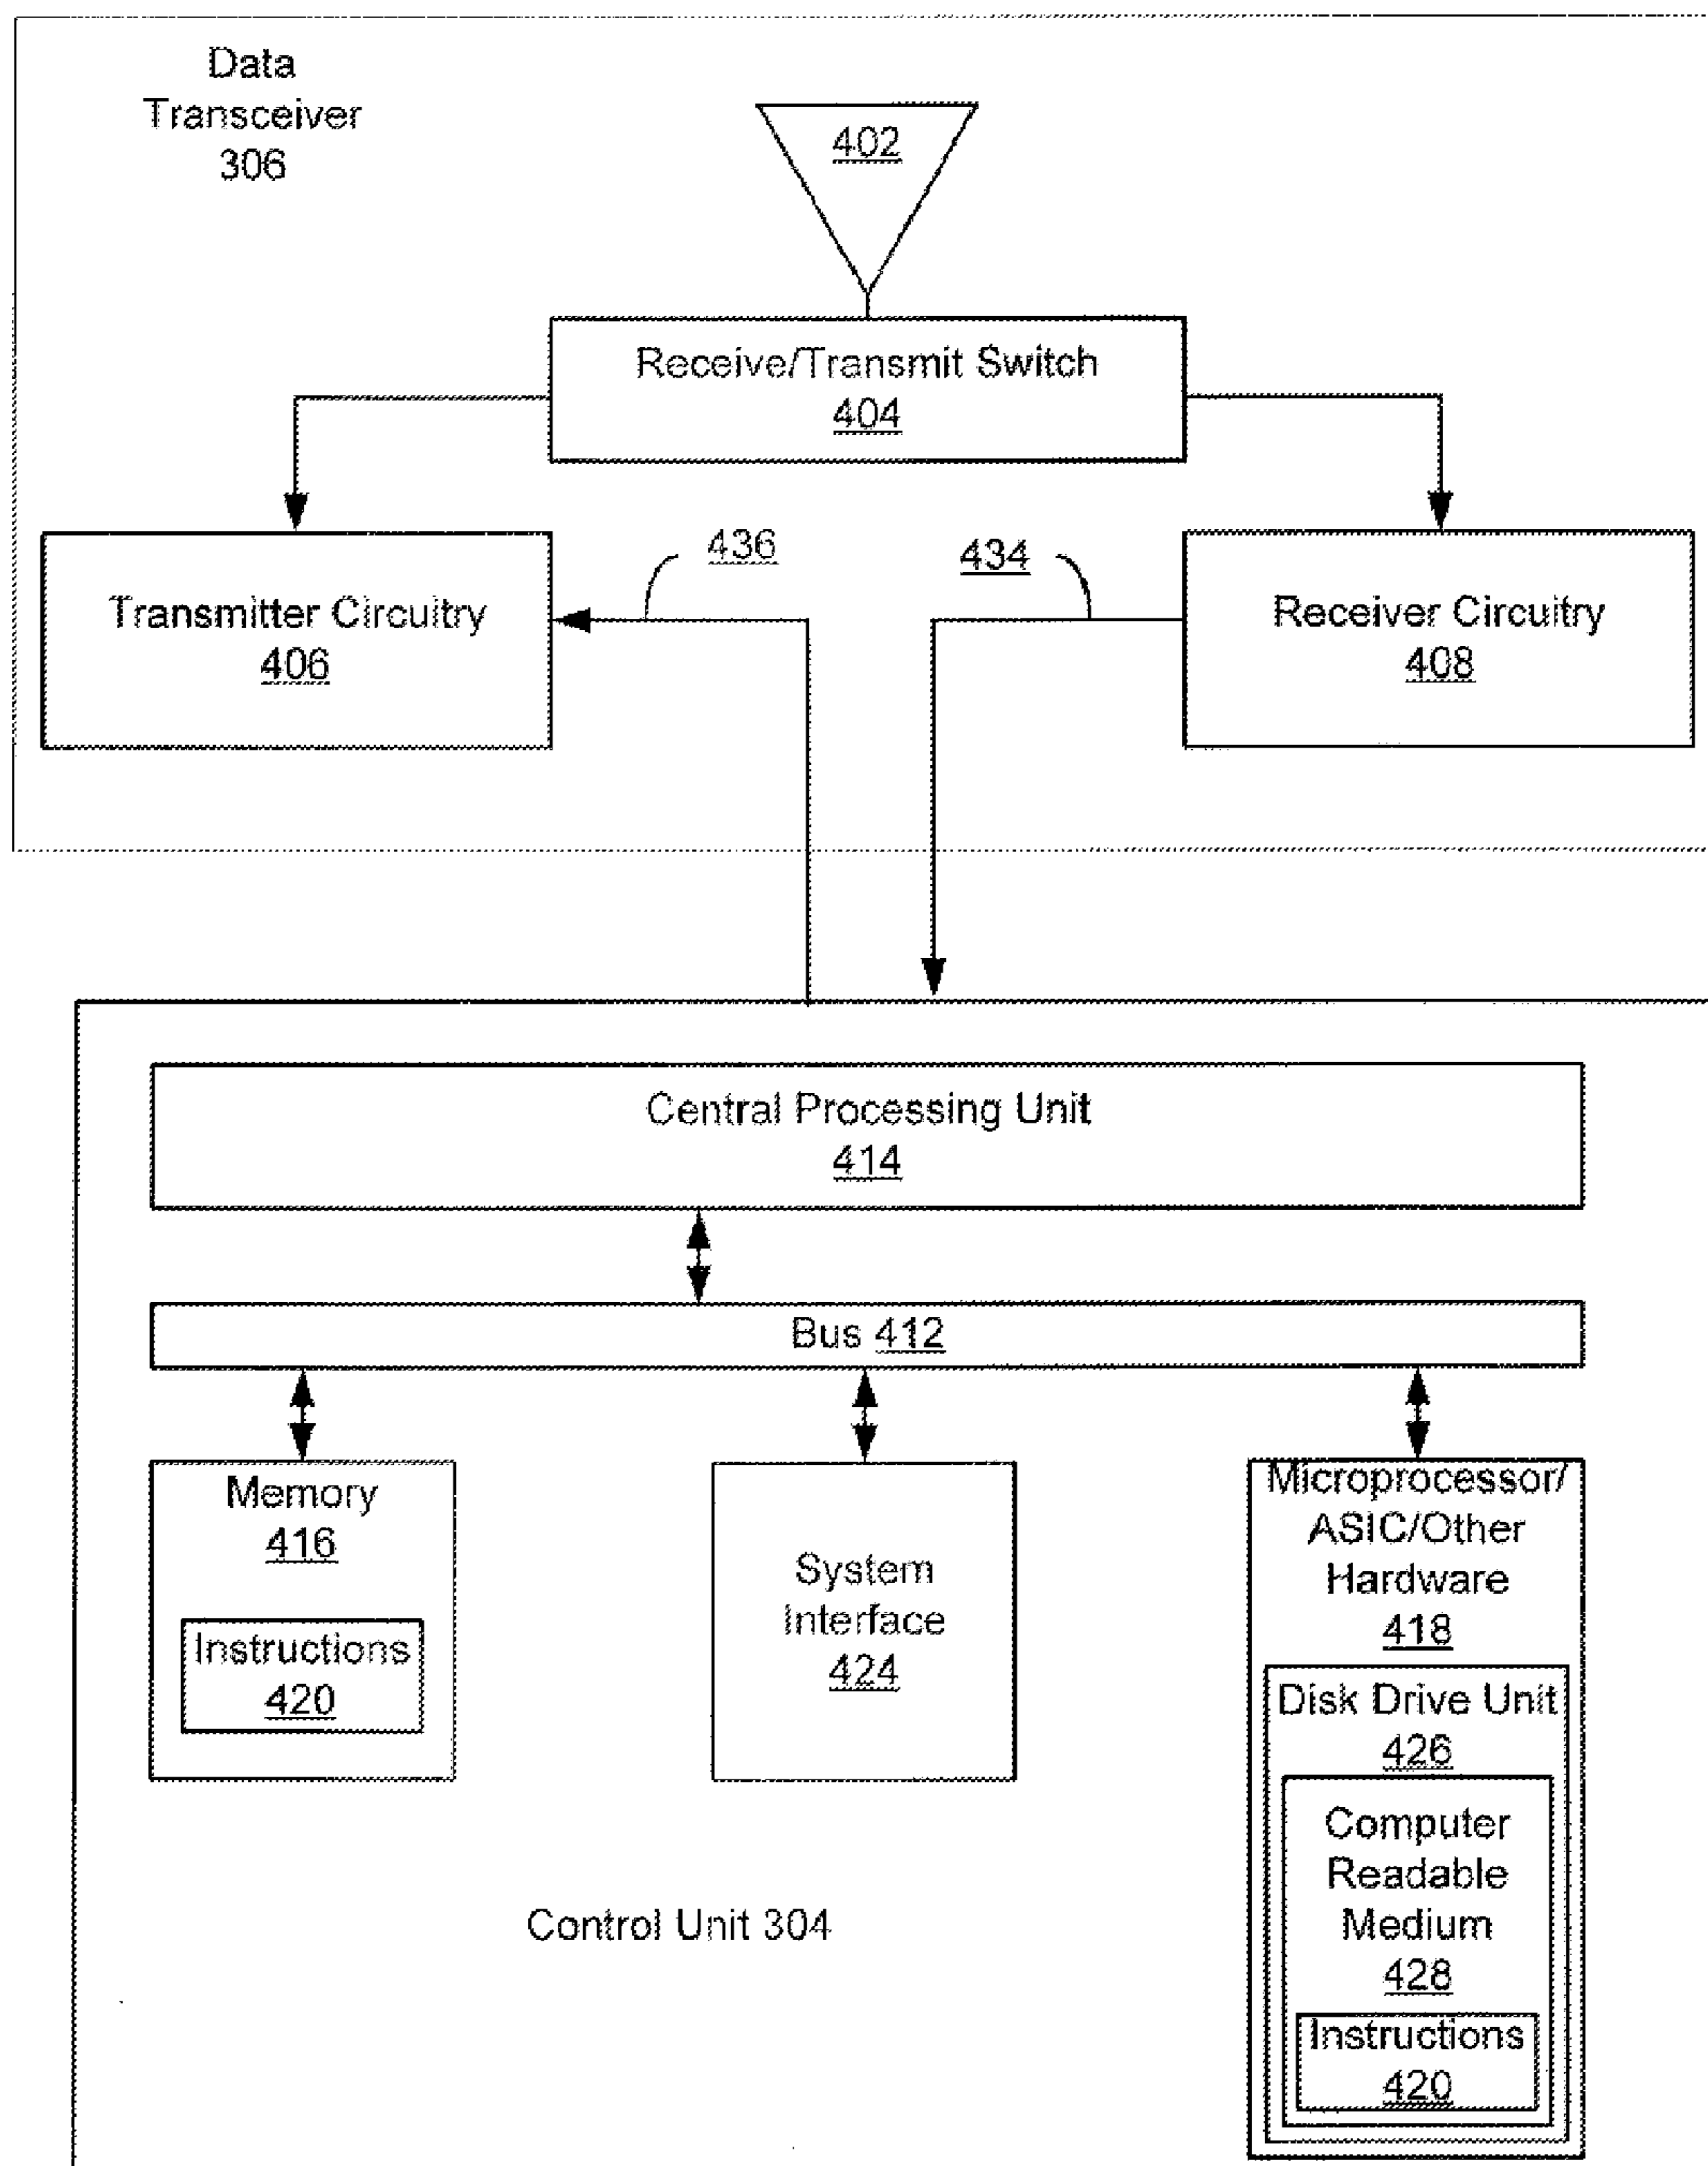 Data
Transceiver
306
402
Receive/Transmit Switch
404
436
434
Transmitter Circuitry
406
Receiver Circuitry
408
Central Processing Unit
414
Bus 412
Memory
416
Instructions
420
System
Interface
424
Microprocessor/
ASIC/Other
Hardware
418
Disk Drive Unit
426
Computer
Readable
Medium
428
Instructions
420
Control Unit 304